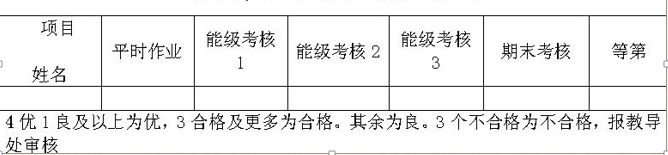 项目
姓名
平时作业
能级考核
1
能级考核 2
能级考核
3
期末考核
等第
4 优 1 良及以上为优，3 合格及更多为合格。其余为良。3 个不合格为不合格，报教导
处审核